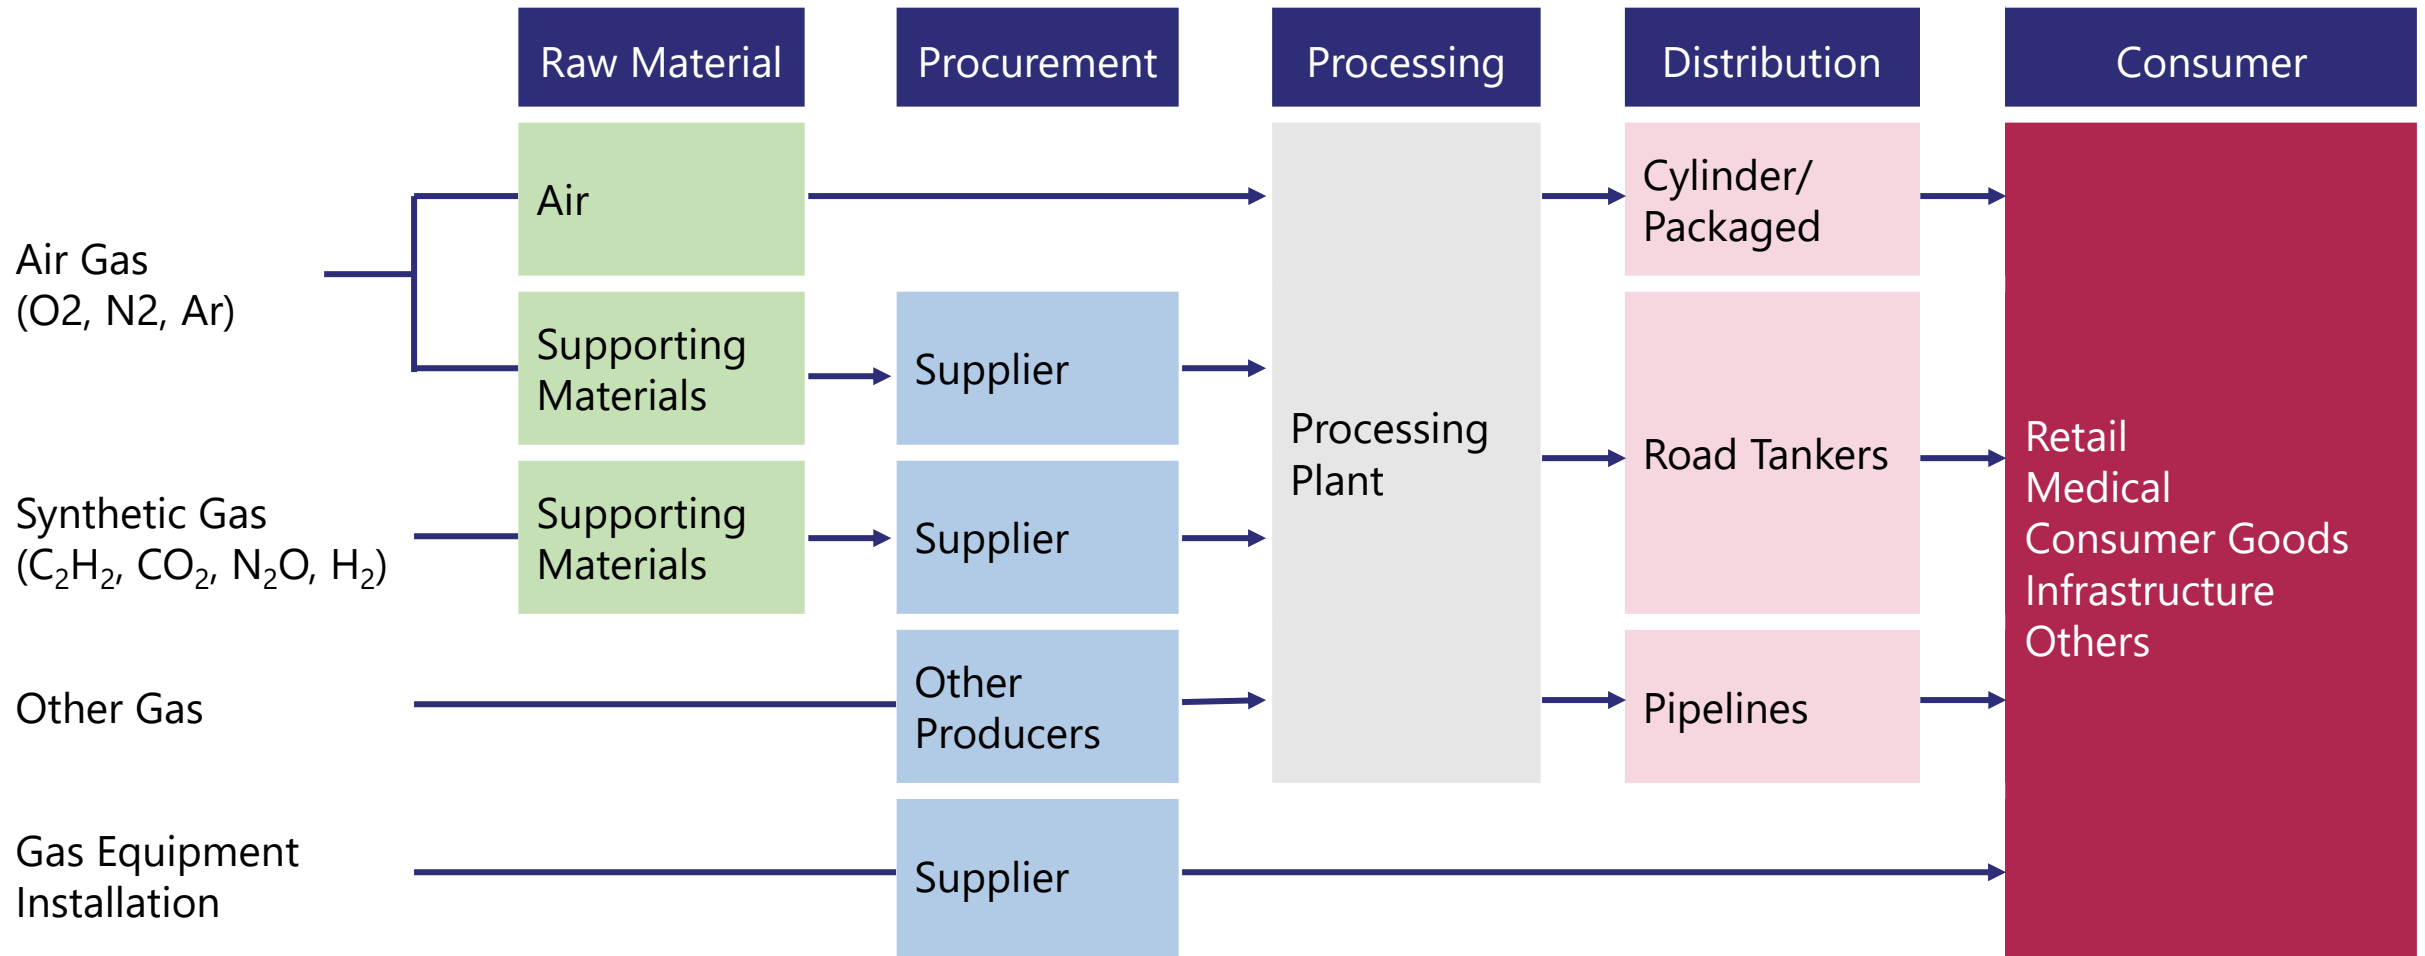 Raw Material
Procurement
Processing
Distribution
Consumer
Air Gas
(O2, N2, Ar)
Air
Cylinder/
Packaged
Supporting
Materials
Supplier
Processing
Plant
Road Tankers
Retail
Medical
Consumer Goods
Infrastructure
Others
Synthetic Gas
(C₂H₂, CO₂, N₂O, H₂)
Supporting
Materials
Supplier
Other Gas
Other
Producers
Pipelines
Gas Equipment
Installation
Supplier